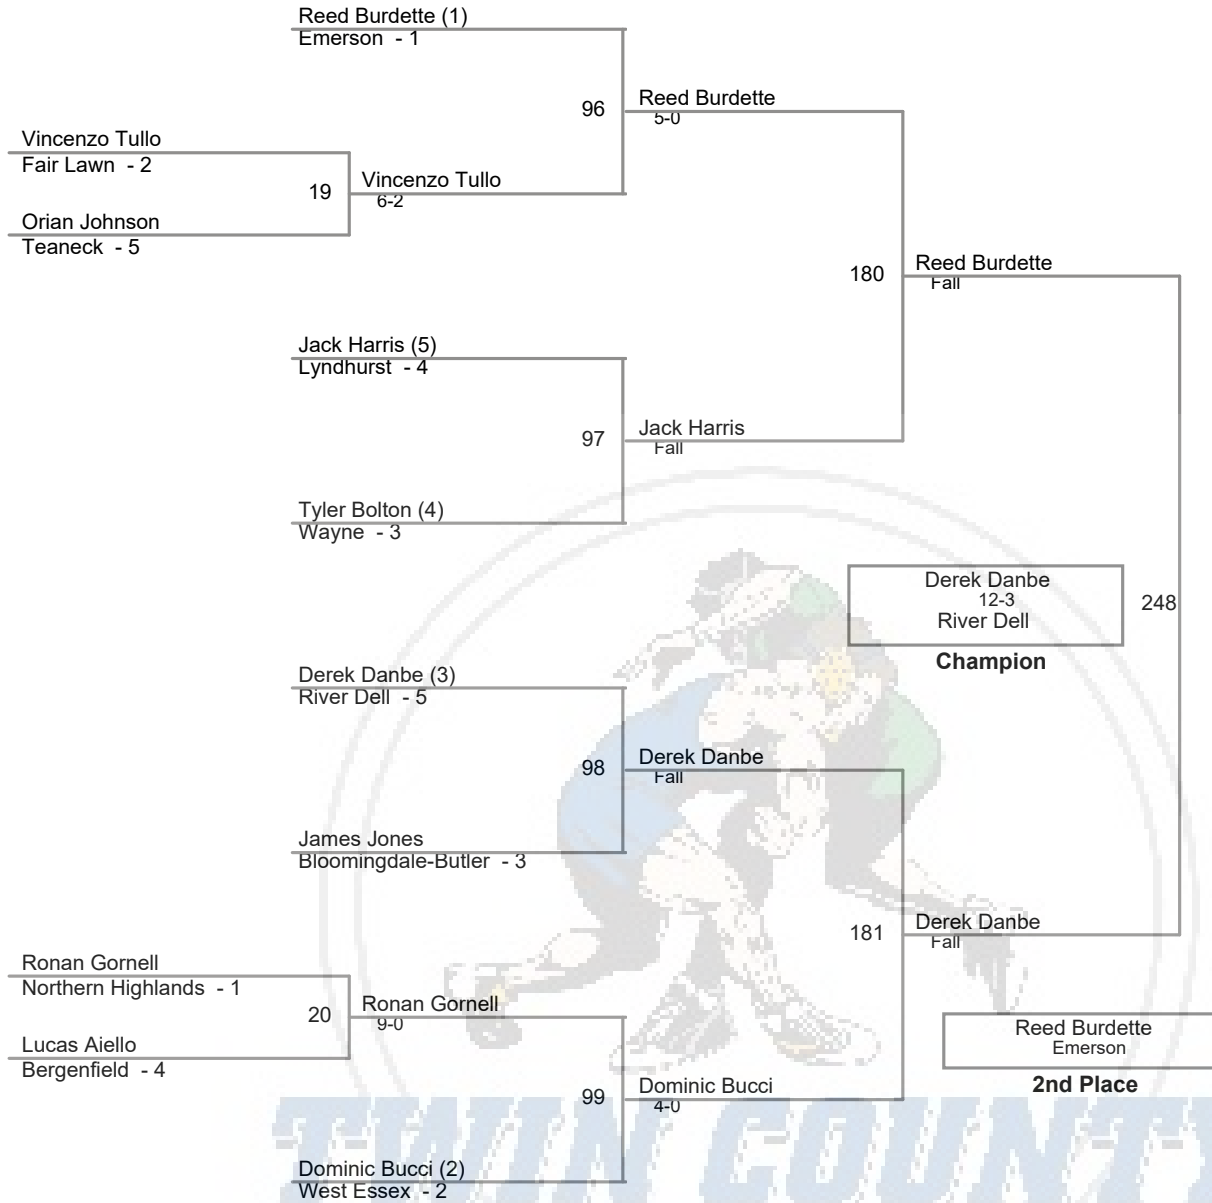 Reed Burdette (1)
Emerson - 1
96
Reed Burdette
5-0
Vincenzo Tullo
Fair Lawn - 2
19
Vincenzo Tullo
6-2
Orian Johnson
Teaneck - 5
180
Reed Burdette
Fall
Jack Harris (5)
Lyndhurst - 4
97
Jack Harris
Fall
Tyler Bolton (4)
Wayne - 3
Derek Danbe
12-3
River Dell
248
Champion
Derek Danbe (3)
River Dell - 5
98
Derek Danbe
Fall
James Jones
Bloomingdale-Butler - 3
181
Derek Danbe
Fall
Ronan Gornell
Northern Highlands - 1
20
Ronan Gornell
9-0
Lucas Aiello
Bergenfield - 4
Reed Burdette
Emerson
2nd Place
99
Dominic Bucci
4-0
Dominic Bucci (2)
West Essex - 2
TWIN COUNTY